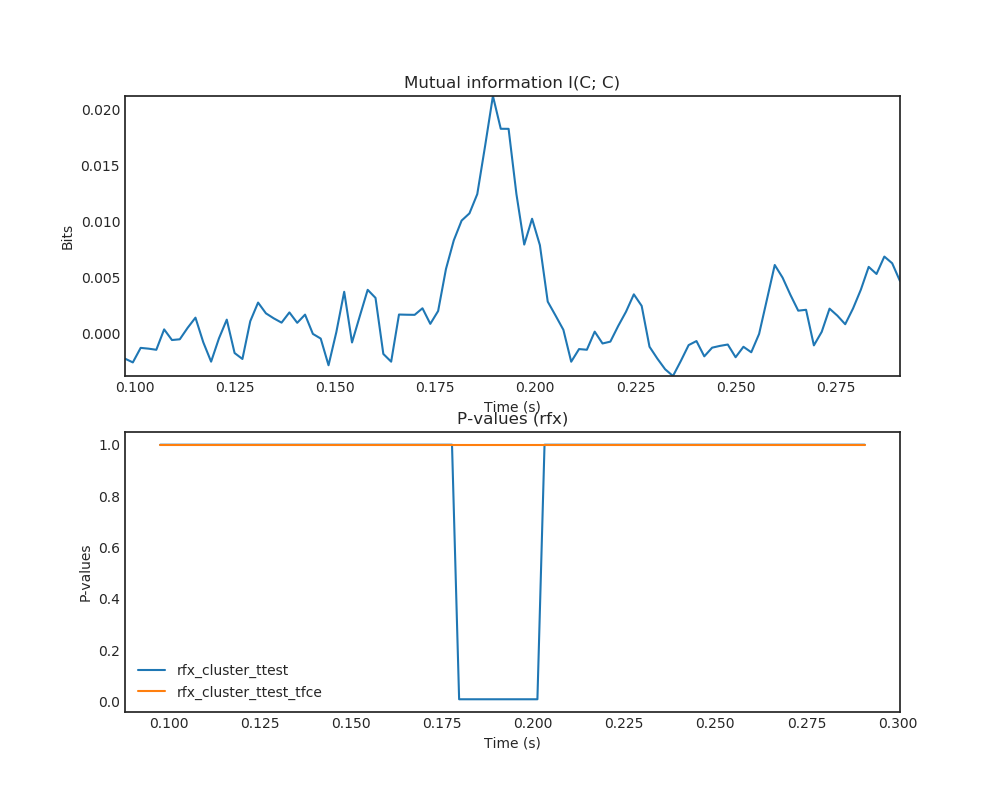 Mutual information I(C; C)
0.020
0.015
0.010
0.005
0.000
Bits
0.100 0.125 0.150 0.175 0.200 0.225 0.250 0.275
Time (s)
P-values (rfx)
1.0
0.8
0.6
0.4
0.2
0.0
P-values
rfx_cluster_ttest
rfx_cluster_ttest_tfce
0.100 0.125 0.150 0.175 0.200 0.225 0.250 0.275 0.300
Time (s)